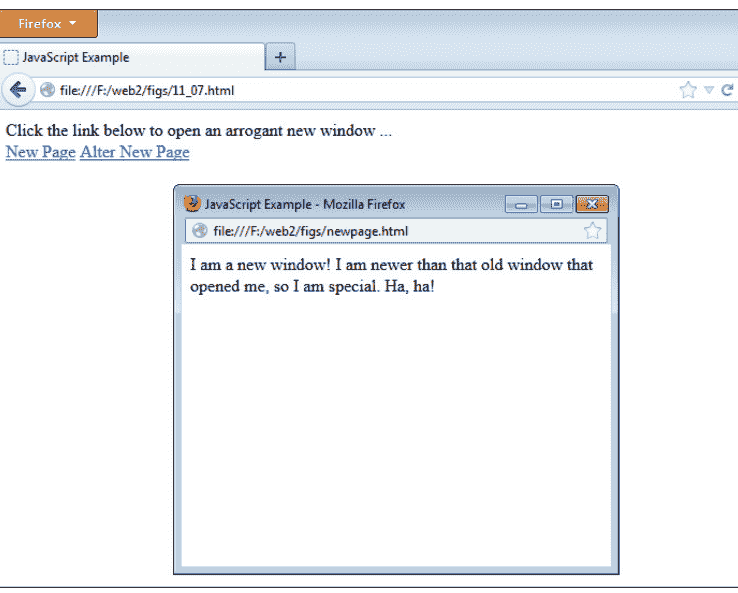 Firefox
JavaScript Example
file:///F:/web2/figs/11_07.html
Click the link below to open an arrogant new window ...
New Page Alter New Page
JavaScript Example - Mozilla Firefox
file:///F:/web2/figs/newpage.html
I am a new window! I am newer than that old window that
opened me, so I am special. Ha, ha!